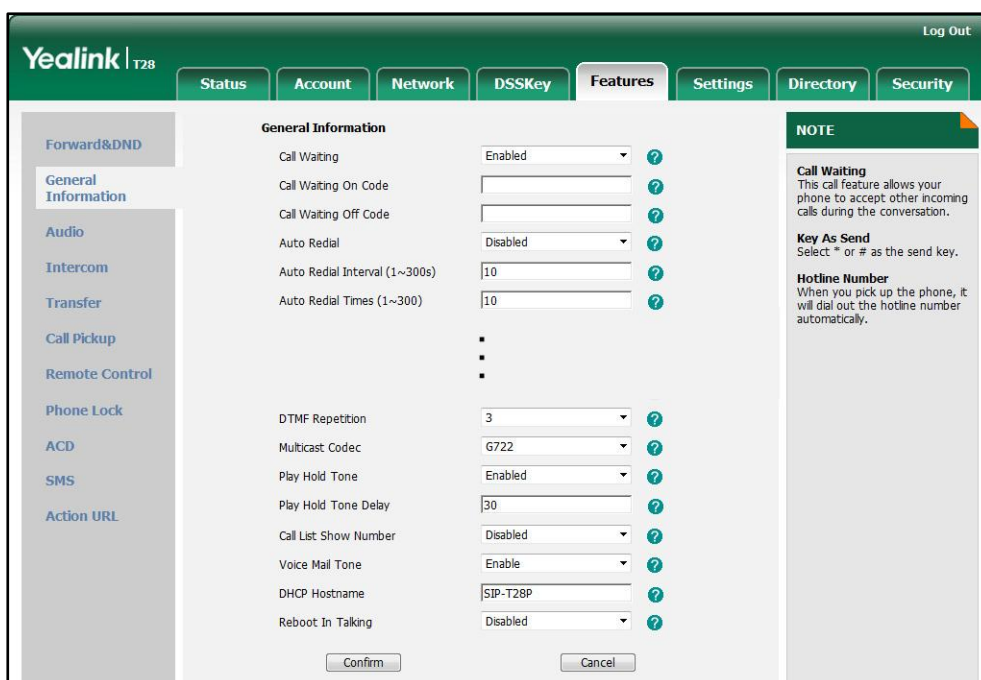 Log Out
Yealink T28
Status Account Network DSSKey Features Settings Directory Security
Forward&DND
General
Information
Audio
Intercom
Transfer
Call Pickup
Remote Control
Phone Lock
ACD
SMS
Action URL
General Information
Call Waiting Enabled ?
Call Waiting On Code ?
Call Waiting Off Code ?
Auto Redial Disabled ?
Auto Redial Interval (1~300s) 10 ?
Auto Redial Times (1~300) 10 ?
DTMF Repetition 3 ?
Multicast Codec G722 ?
Play Hold Tone Enabled ?
Play Hold Tone Delay 30 ?
Call List Show Number Disabled ?
Voice Mail Tone Enable ?
DHCP Hostname SIP-T28P ?
Reboot In Talking Disabled ?
Confirm Cancel
NOTE
Call Waiting
This call feature allows your
phone to accept other incoming
calls during the conversation.
Key As Send
Select * or # as the send key.
Hotline Number
When you pick up the phone, it
will dial out the hotline number
automatically.